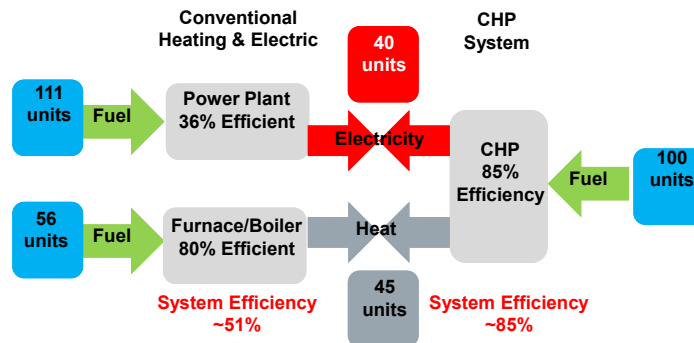 Conventional
Heating & Electric
40
units
CHP
System
111
units
Fuel
Power Plant
36% Efficient
Electricity
CHP
85%
Efficiency
Fuel
100
units
56
units
Fuel
Furnace/Boiler
80% Efficient
Heat
45
units
System Efficiency
~51%
System Efficiency
~85%